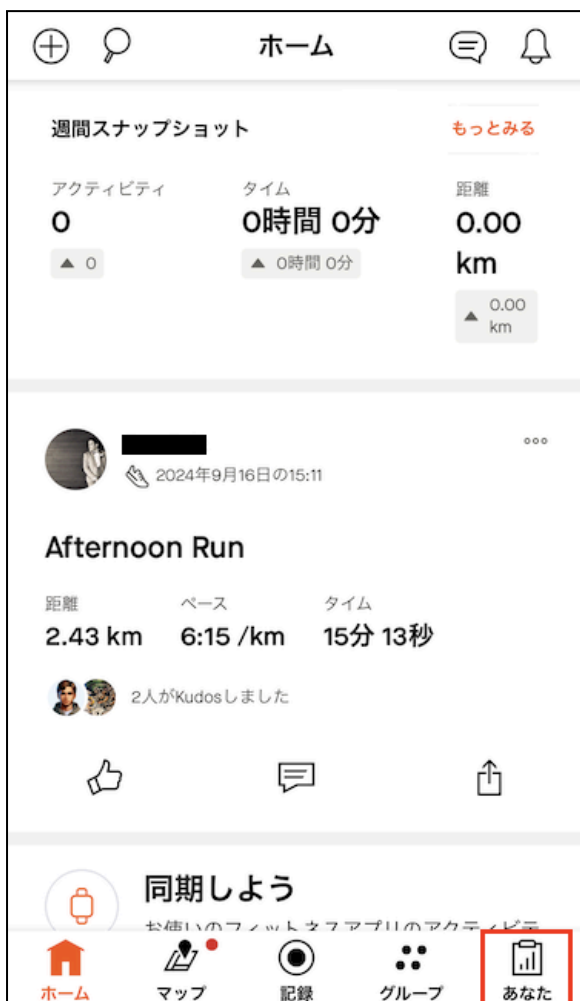 ホーム
週間スナップショット もっとみる
アクティビティ タイム 距離
0 0時間 0分 0.00
km
▲ 0 ▲ 0時間 0分 ▲ 0.00
km
2024年9月16日の15:11
Afternoon Run
距離 ペース タイム
2.43 km 6:15 /km 15分 13秒
2人がKudosしました
同期しよう
お使いのフィットネスアプリのアクティビテ
ホーム マップ 記録 グループ あなた